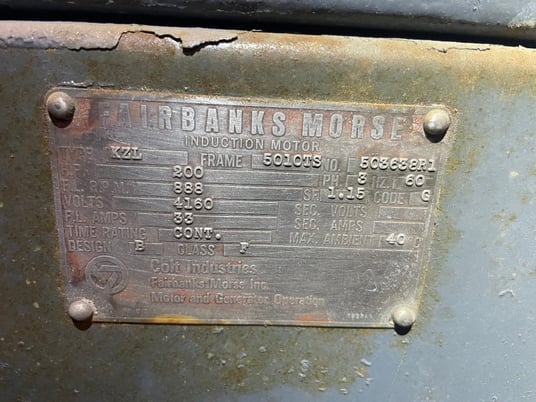 FAIRBANKS MORSE
INDUCTION MOTOR
TYPE KZL FRAME 5010TS NO. 503638R1
H.P. 200 PH 3 HZ 60
F.L. R.P.M. 888 SF 1.15 CODE G
VOLTS 4160 SEC. VOLTS
F.L. AMPS 33 SEC. AMPS
TIME RATING CONT. MAX. AMBIENT 40 C
DESIGN B CLASS F
Colt Industries
Fairbanks Morse Inc.
Motor and Generator Operation